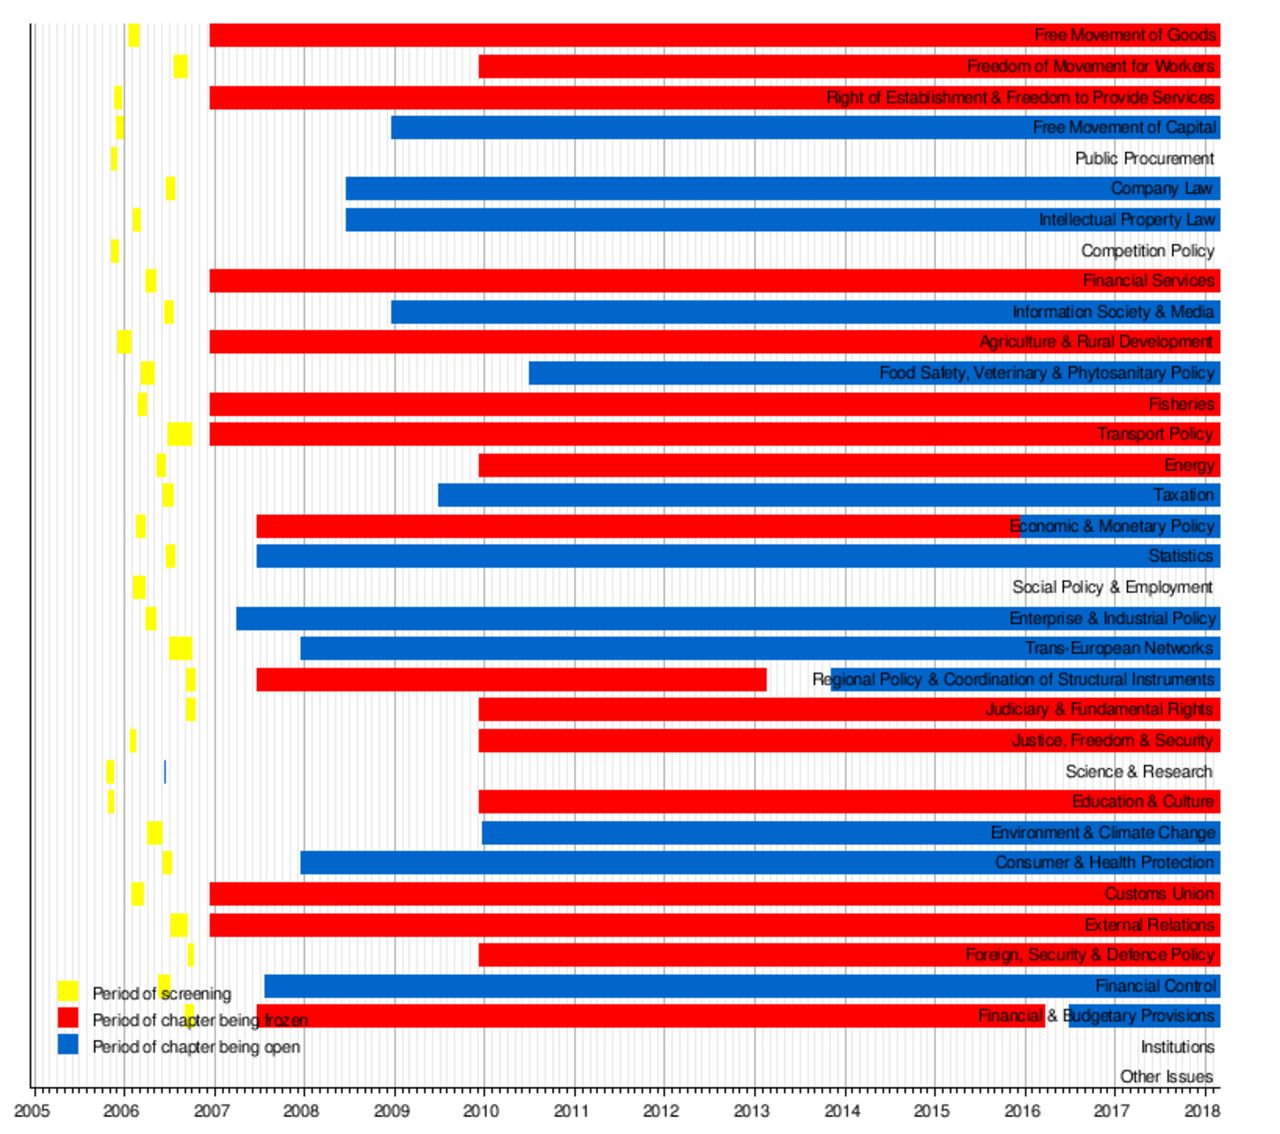 Free Movement of Goods
Freedom of Movement for Workers
Right of Establishment & Freedom to Provide Services
Free Movement of Capital
Public Procurement
Company Law
Intellectual Property Law
Competition Policy
Financial Services
Information Society & Media
Agriculture & Rural Development
Food Safety, Veterinary & Phytosanitary Policy
Fisheries
Transport Policy
Energy
Taxation
Economic & Monetary Policy
Statistics
Social Policy & Employment
Enterprise & Industrial Policy
Trans-European Networks
Regional Policy & Coordination of Structural Instruments
Judiciary & Fundamental Rights
Justice, Freedom & Security
Science & Research
Education & Culture
Environment & Climate Change
Consumer & Health Protection
Customs Union
External Relations
Foreign, Security & Defence Policy
Financial Control
Period of screening
Financial & Budgetary Provisions
Period of chapter being frozen
Period of chapter being open
Institutions
Other Issues
2005 2006 2007 2008 2009 2010 2011 2012 2013 2014 2015 2016 2017 2018